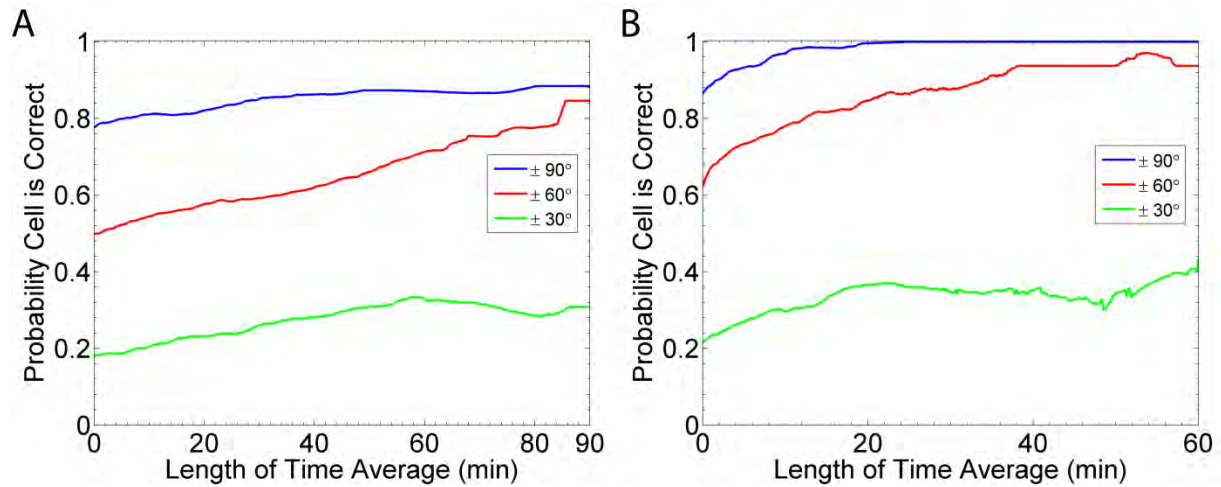 A
Probability Cell is Correct
1
0.8
0.6
0.4
0.2
0
± 90°
± 60°
± 30°
0 20 40 60 80 90
Length of Time Average (min)
B
Probability Cell is Correct
1
0.8
0.6
0.4
0.2
0
± 90°
± 60°
± 30°
0 20 40 60
Length of Time Average (min)